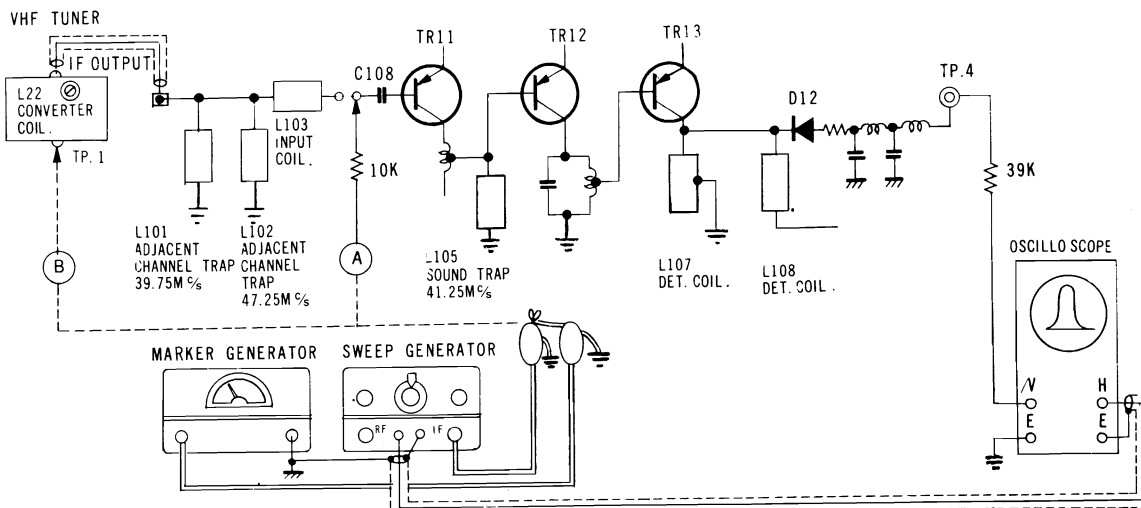 VHF TUNER
IF OUTPUT
L22
CONVERTER
COIL.
TP.1
C108
TR11
TR12
TR13
D12
TP.4
L103
INPUT
COIL.
10K
39K
L101
ADJACENT
CHANNEL TRAP
39.75M c/s
L102
ADJACENT
CHANNEL
TRAP
47.25M c/s
B
A
L105
SOUND TRAP
41.25M c/s
L107
DET. COIL.
L108
DET. COIL.
OSCILLO SCOPE
MARKER GENERATOR
SWEEP GENERATOR
RF
IF
V
H
E
E